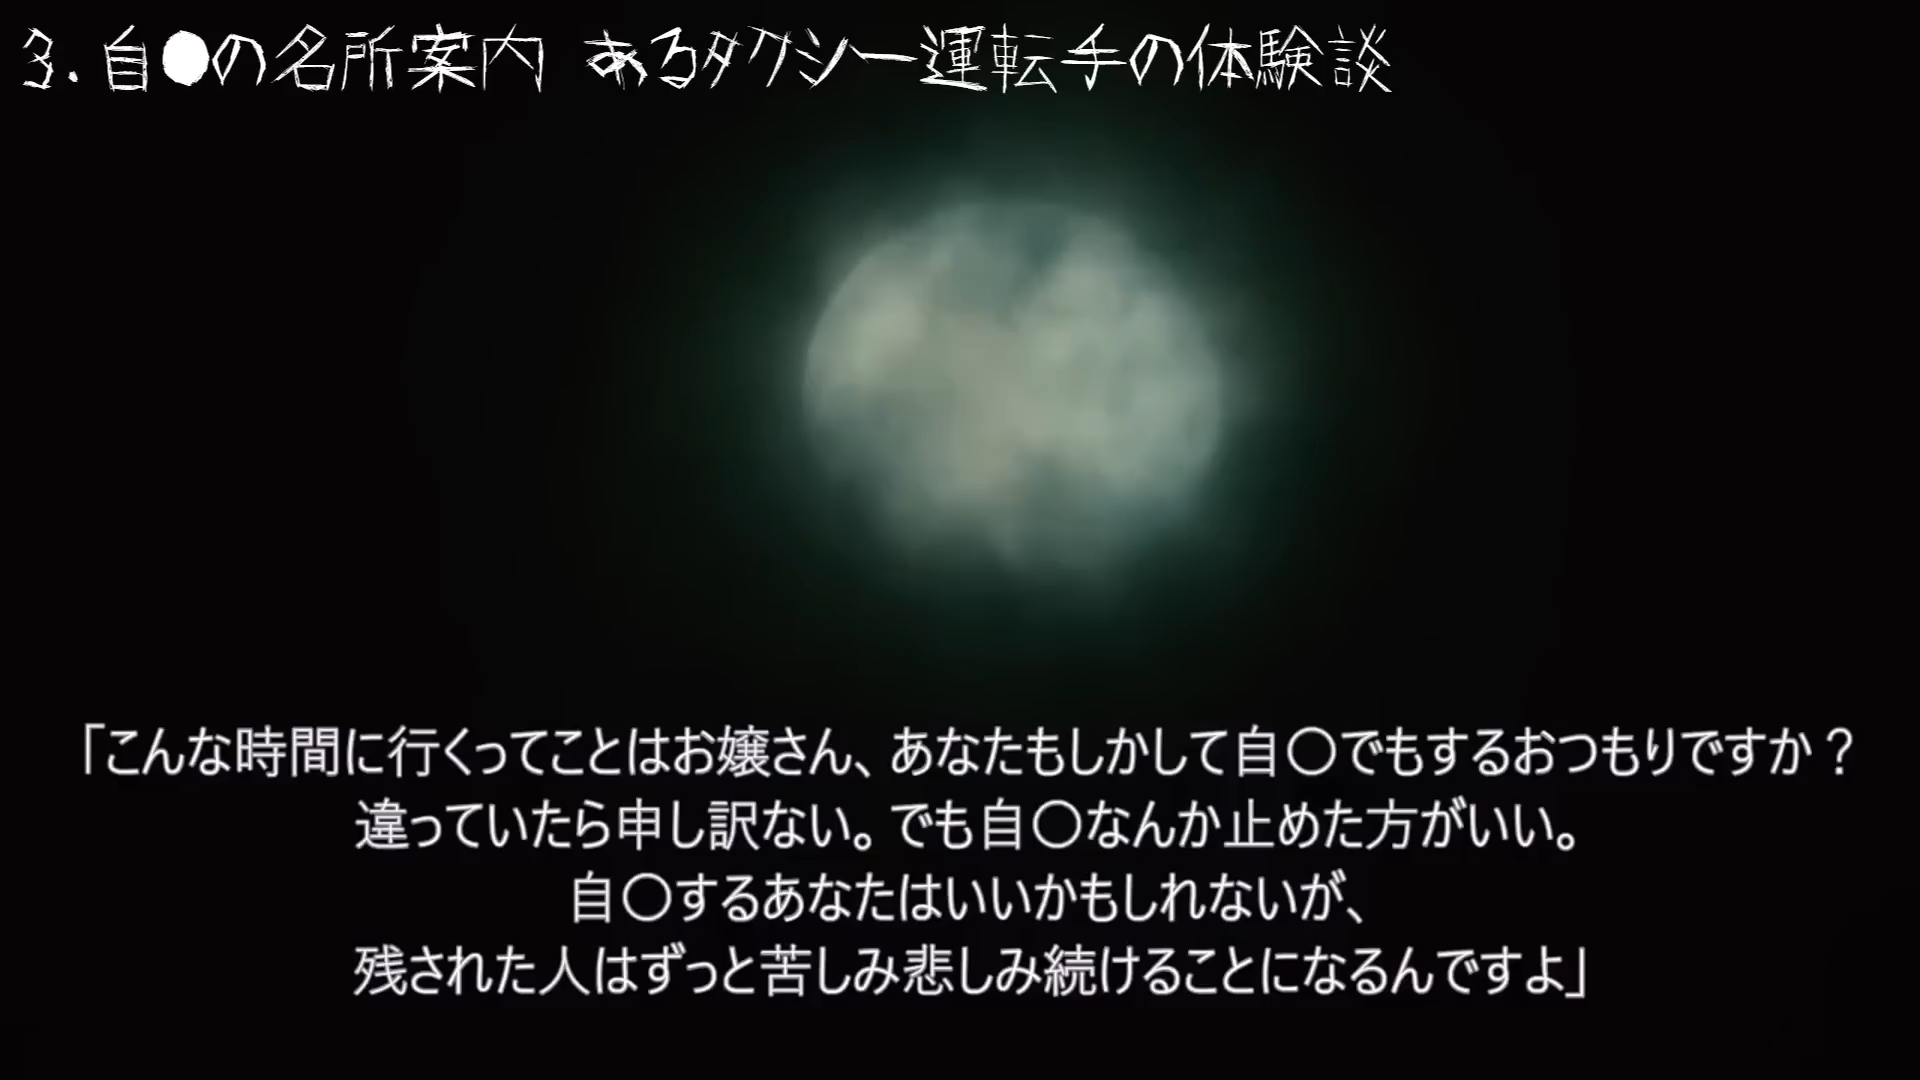 3.自●の名所案内 あるタクシー運転手の体験談
「こんな時間に行くってことはお嬢さん、あなたもしかして自〇でもするおつもりですか？
違っていたら申し訳ない。でも自〇なんか止めた方がいい。
自〇するあなたはいいかもしれないが、
残された人はずっと苦しみ悲しみ続けることになるんですよ」